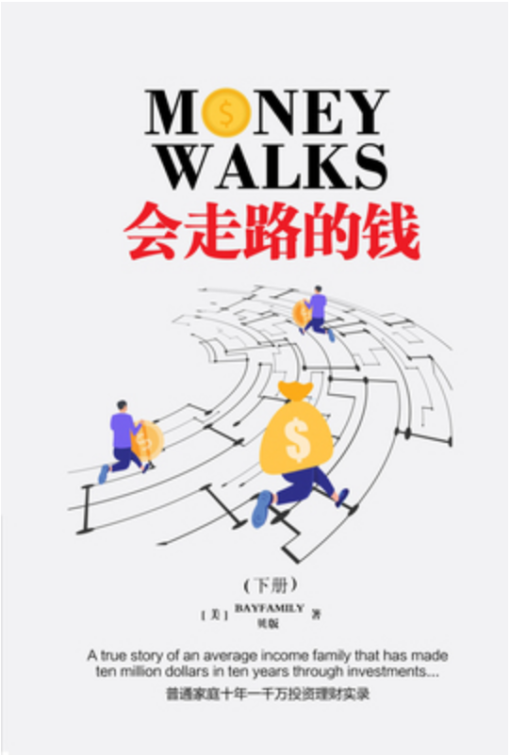 MONEY
WALKS
会走路的钱
(下册)
[美] BAYFAMILY 著
贝版
A true story of an average income family that has made
ten million dollars in ten years through investments...
普通家庭十年一千万投资理财实录